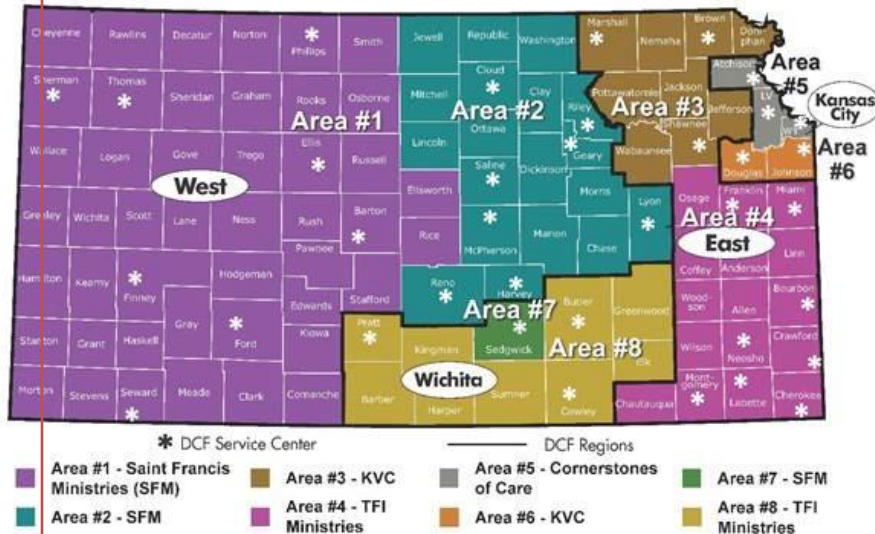 Cheyenne Rawlins Decatur Norton Phillips Smith Jewell Republic Washington Marshall Nemaha Brown Doni-
phan
Atchison Area
#5
Sherman Thomas Sheridan Graham Rooks Osborne Mitchell Cloud Clay Riley Pottawatomie Jackson Jefferson LV
Area #1 Area #2 Area #3 Kansas
City
Ottawa Shawnee
Wallace Logan Gove Trego Ellis Russell Lincoln Saline Dickinson Geary Wabaunsee Douglas Johnson Area
#6
West
Ellsworth Morris Lyon Osage Franklin Miami
Greeley Wichita Scott Lane Ness Rush Barton Rice McPherson Marion Chase
Area #4
East
Pawnee Coffey Anderson Linn
Hamilton Kearny Finney Hodgeman Edwards Stafford Reno Harvey Butler Greenwood Wood-
son Allen Bourbon
Area #7
Stanton Grant Haskell Gray Ford Kiowa Pratt Kingman Sedgwick Area #8 Elk Wilson Neosho Crawford
Wichita
Morton Stevens Seward Meade Clark Comanche Barber Harper Sumner Cowley Chautauqua Mont-
gomery Labette Cherokee
* DCF Service Center DCF Regions
Area #1 - Saint Francis
Ministries (SFM)
Area #3 - KVC
Area #5 - Cornerstones
of Care
Area #7 - SFM
Area #2 - SFM
Area #4 - TFI
Ministries
Area #6 - KVC
Area #8 - TFI
Ministries